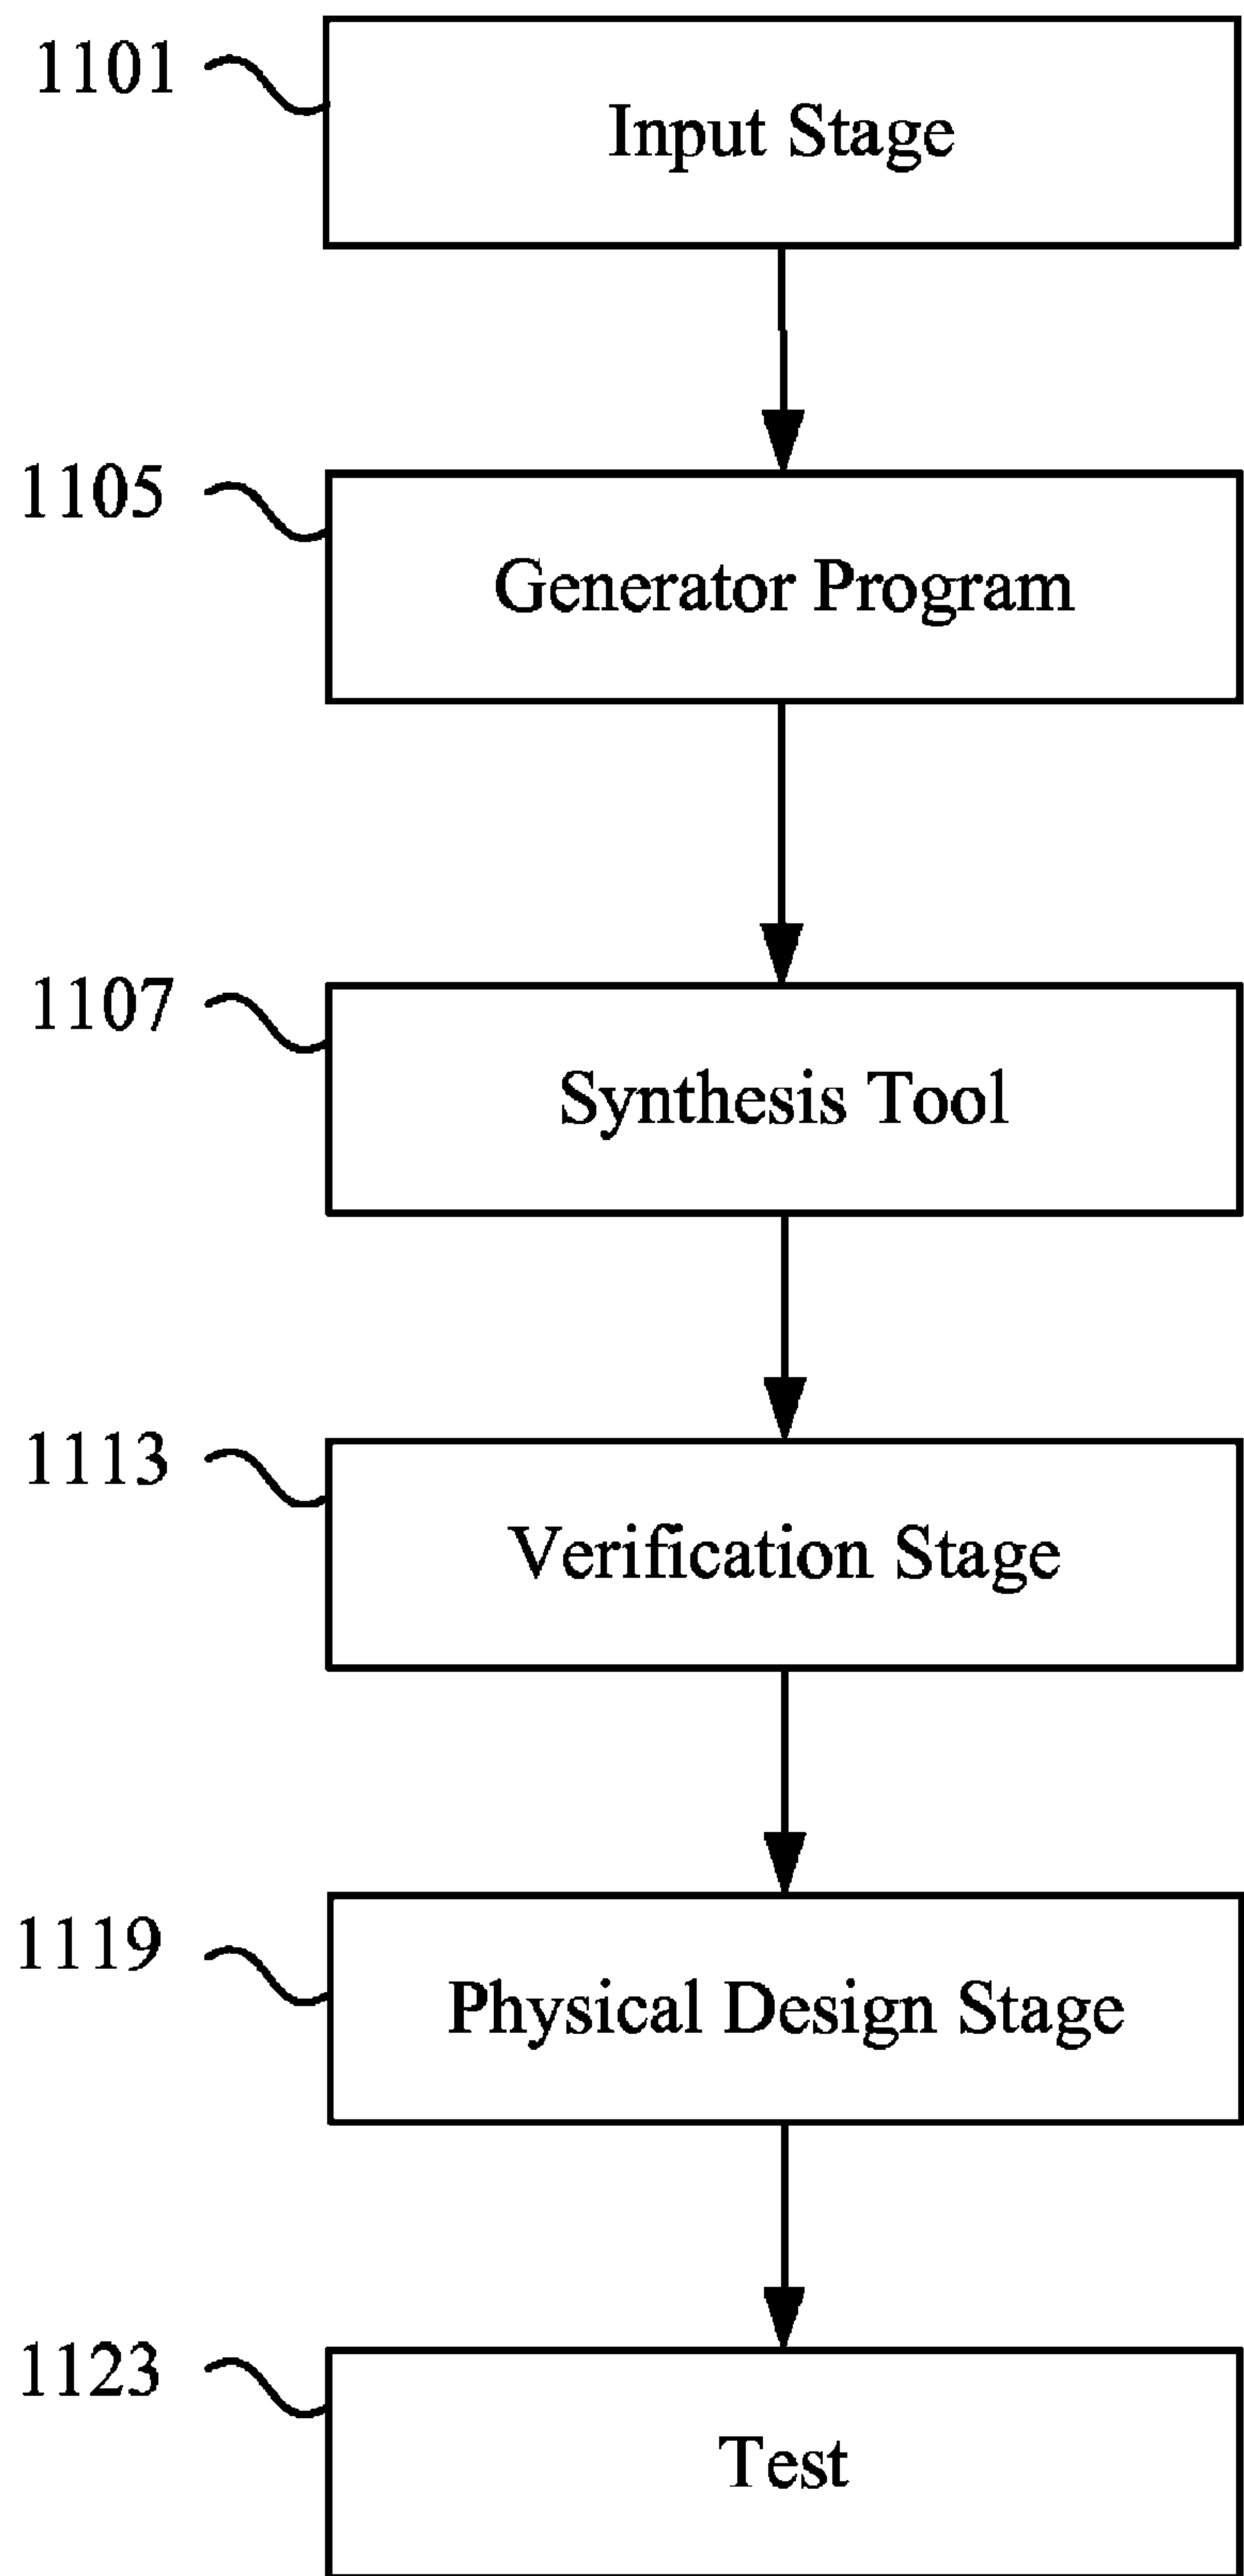 1101
Input Stage
1105
Generator Program
1107
Synthesis Tool
1113
Verification Stage
1119
Physical Design Stage
1123
Test